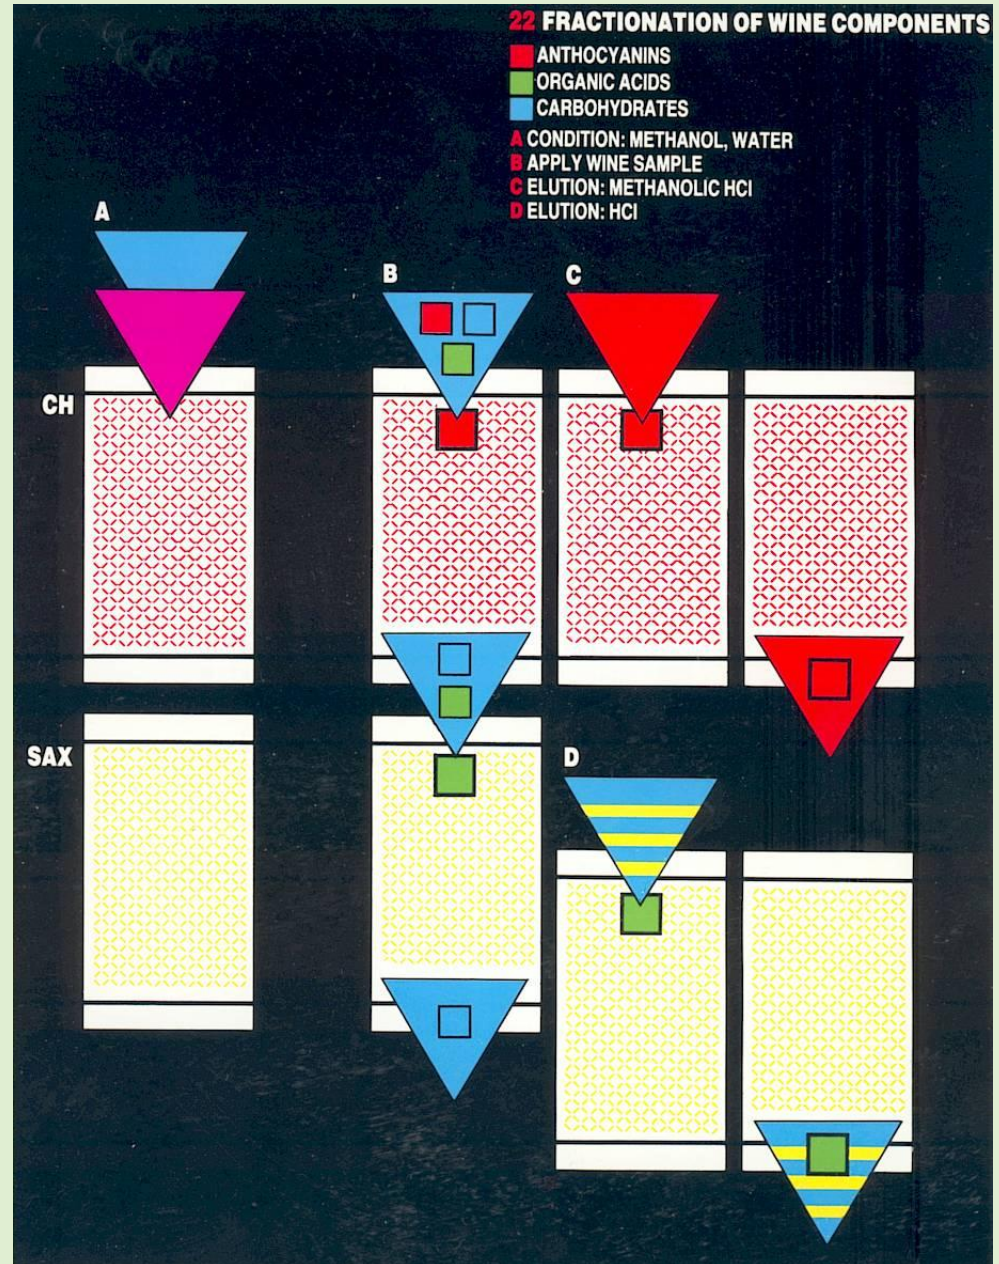 22 FRACTIONATION OF WINE COMPONENTS
ANTHOCYANINS
ORGANIC ACIDS
CARBOHYDRATES
A CONDITION: METHANOL, WATER
B APPLY WINE SAMPLE
C ELUTION: METHANOLIC HCl
D ELUTION: HCl
A
B
C
CH
SAX
D